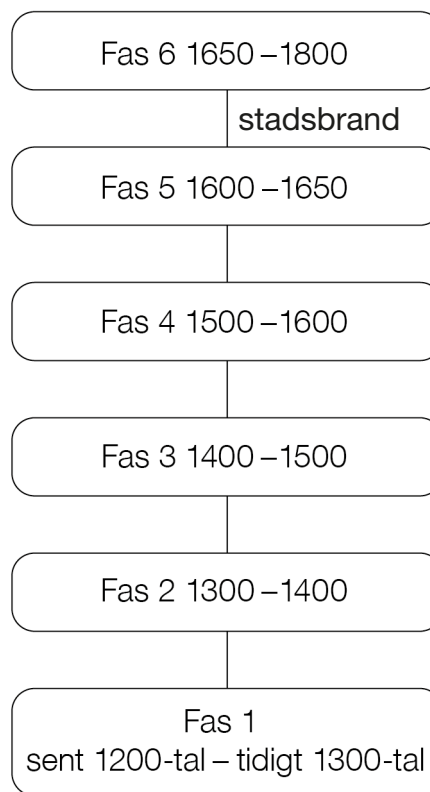 Fas 6 1650–1800
stadsbrand
Fas 5 1600–1650
Fas 4 1500–1600
Fas 3 1400–1500
Fas 2 1300–1400
Fas 1
sent 1200-tal – tidigt 1300-tal